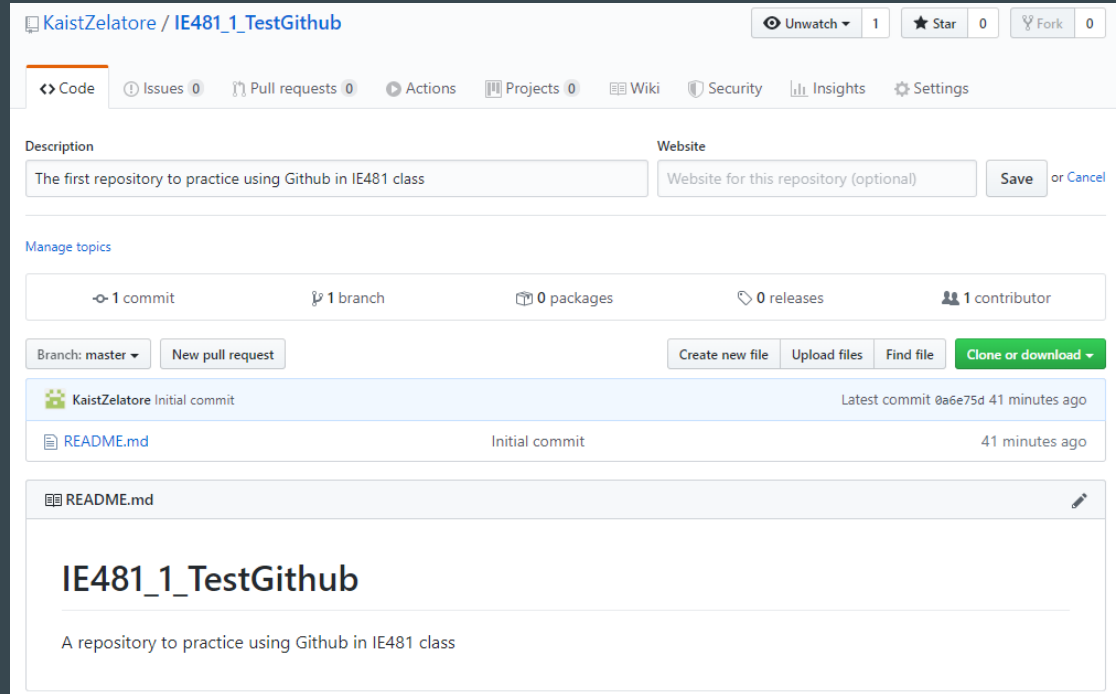 KaistZelatore / IE481_1_TestGithub Unwatch 1 Star 0 Fork 0
Code Issues 0 Pull requests 0 Actions Projects 0 Wiki Security Insights Settings
Description Website
The first repository to practice using Github in IE481 class Website for this repository (optional) Save or Cancel
Manage topics
1 commit 1 branch 0 packages 0 releases 1 contributor
Branch: master New pull request Create new file Upload files Find file Clone or download
KaistZelatore Initial commit Latest commit 0a6e75d 41 minutes ago
README.md Initial commit 41 minutes ago
README.md
IE481_1_TestGithub
A repository to practice using Github in IE481 class